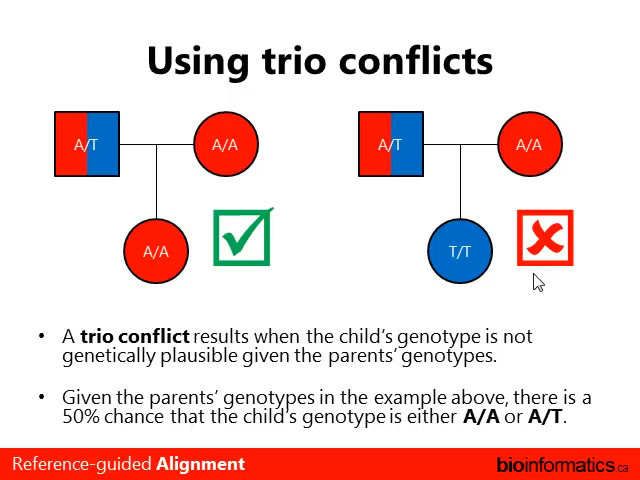 Using trio conflicts
A/T
A/A
A/T
A/A
A/A
T/T
• A trio conflict results when the child's genotype is not
genetically plausible given the parents' genotypes.
• Given the parents' genotypes in the example above, there is a
50% chance that the child's genotype is either A/A or A/T.
Reference-guided Alignment
bioinformatics.ca